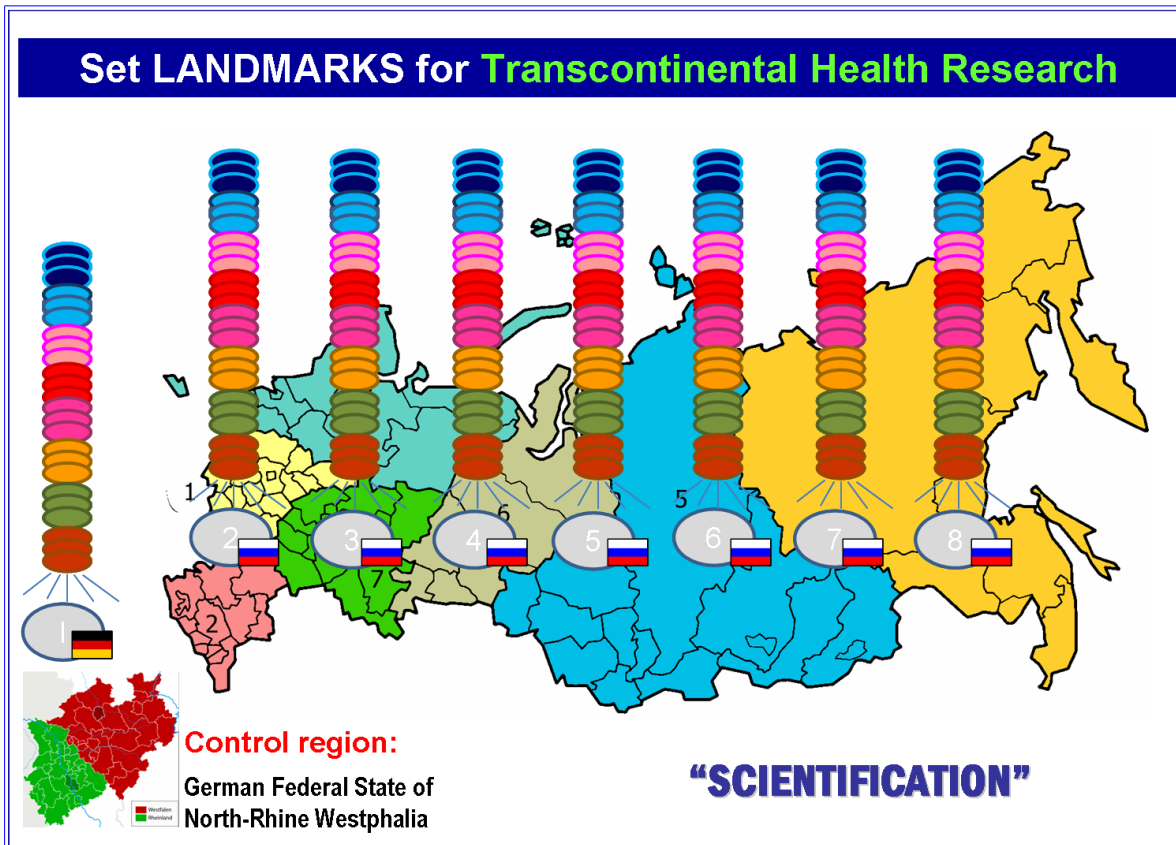 Set LANDMARKS for Transcontinental Health Research
1
5
6
2 3 4 5 6 7 8
7
2
1
Westfalen
Rheinland
Control region:
German Federal State of
North-Rhine Westphalia
“SCIENTIFICATION”